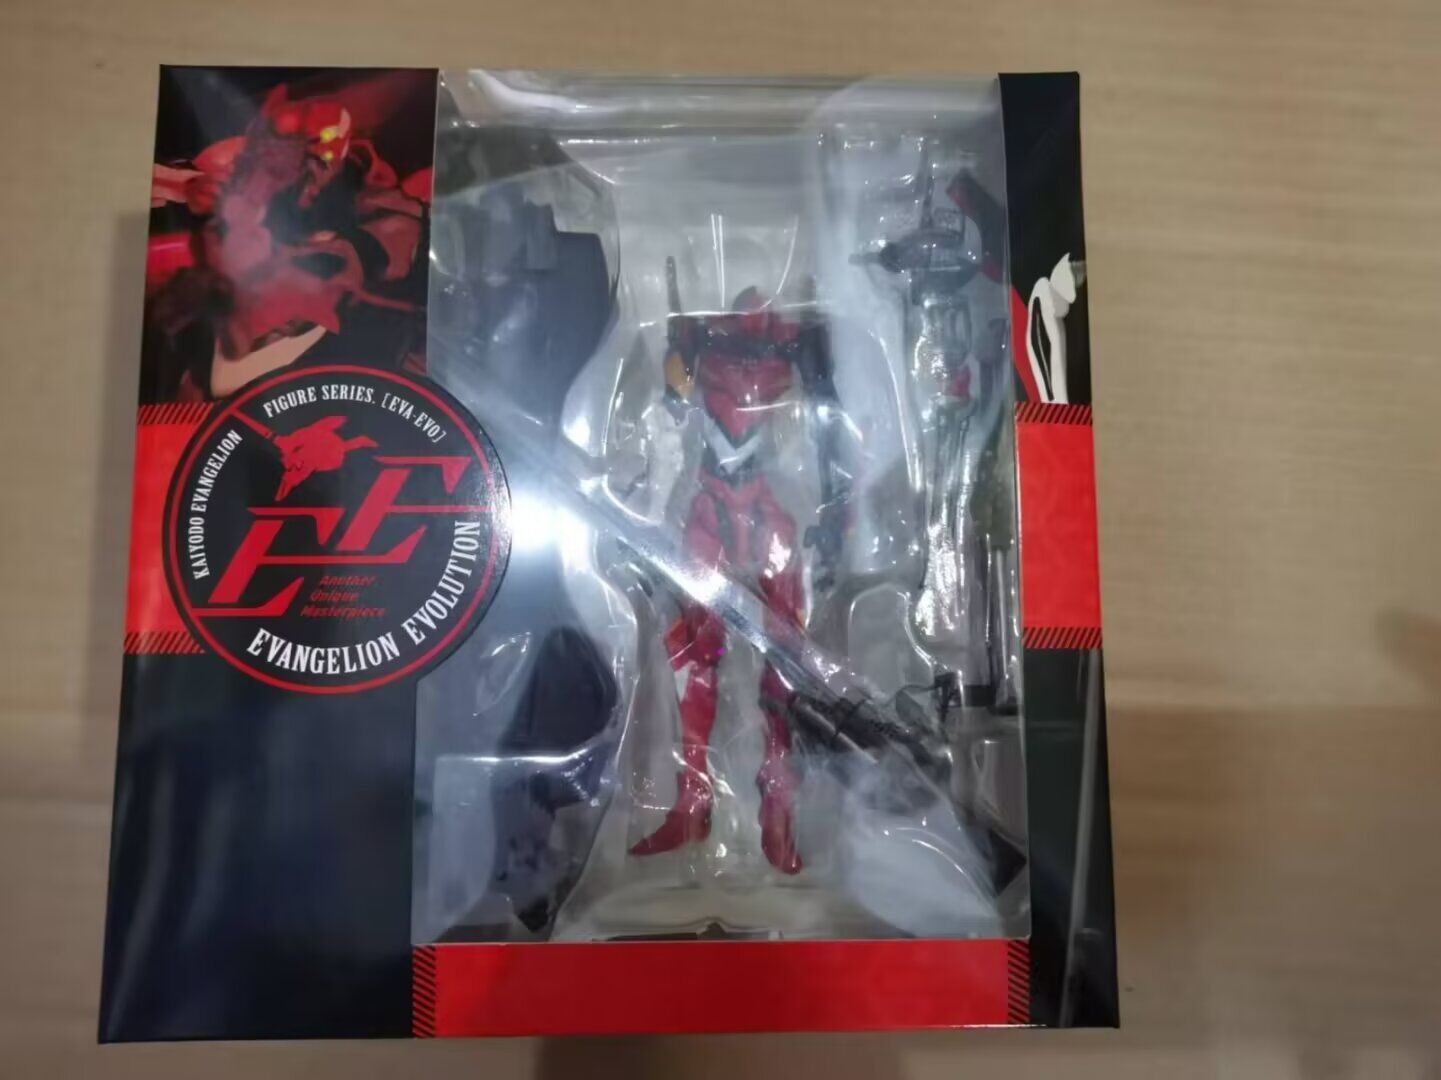 FIGURE SERIES. [EVA-EVO]
KAIYODO EVANGELION
EE
Another
Unique
Masterpiece
EVANGELION EVOLUTION